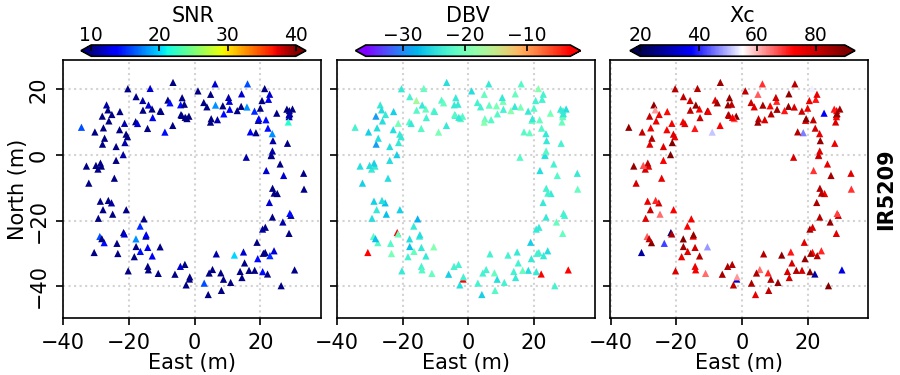 SNR DBV Xc
10 20 30 40 −30 −20 −10 20 40 60 80
20
0
−20
−40
North (m)
IR5209
−40 −20 0 20 −40 −20 0 20 −40 −20 0 20
East (m) East (m) East (m)